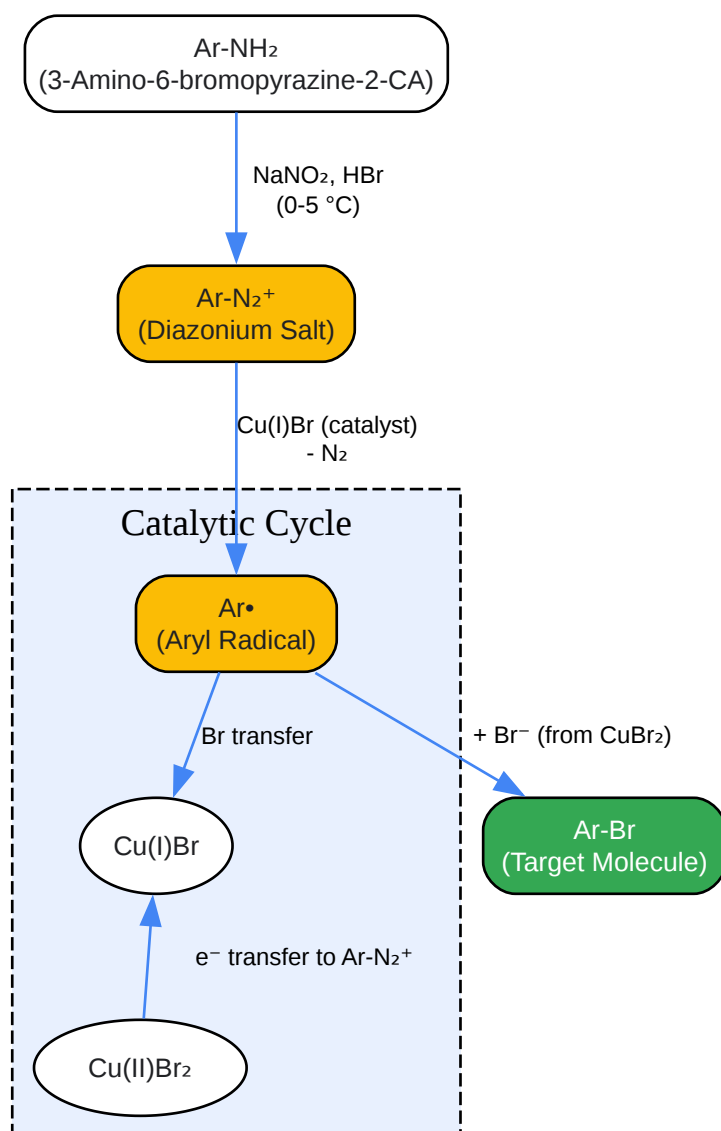 Ar-NH₂
(3-Amino-6-bromopyrazine-2-CA)
NaNO₂, HBr
(0-5 °C)
Ar-N₂⁺
(Diazonium Salt)
Cu(I)Br (catalyst)
- N₂
Catalytic Cycle
Ar•
(Aryl Radical)
Br transfer
+ Br⁻ (from CuBr₂)
Cu(I)Br
Ar-Br
(Target Molecule)
e⁻ transfer to Ar-N₂⁺
Cu(II)Br₂